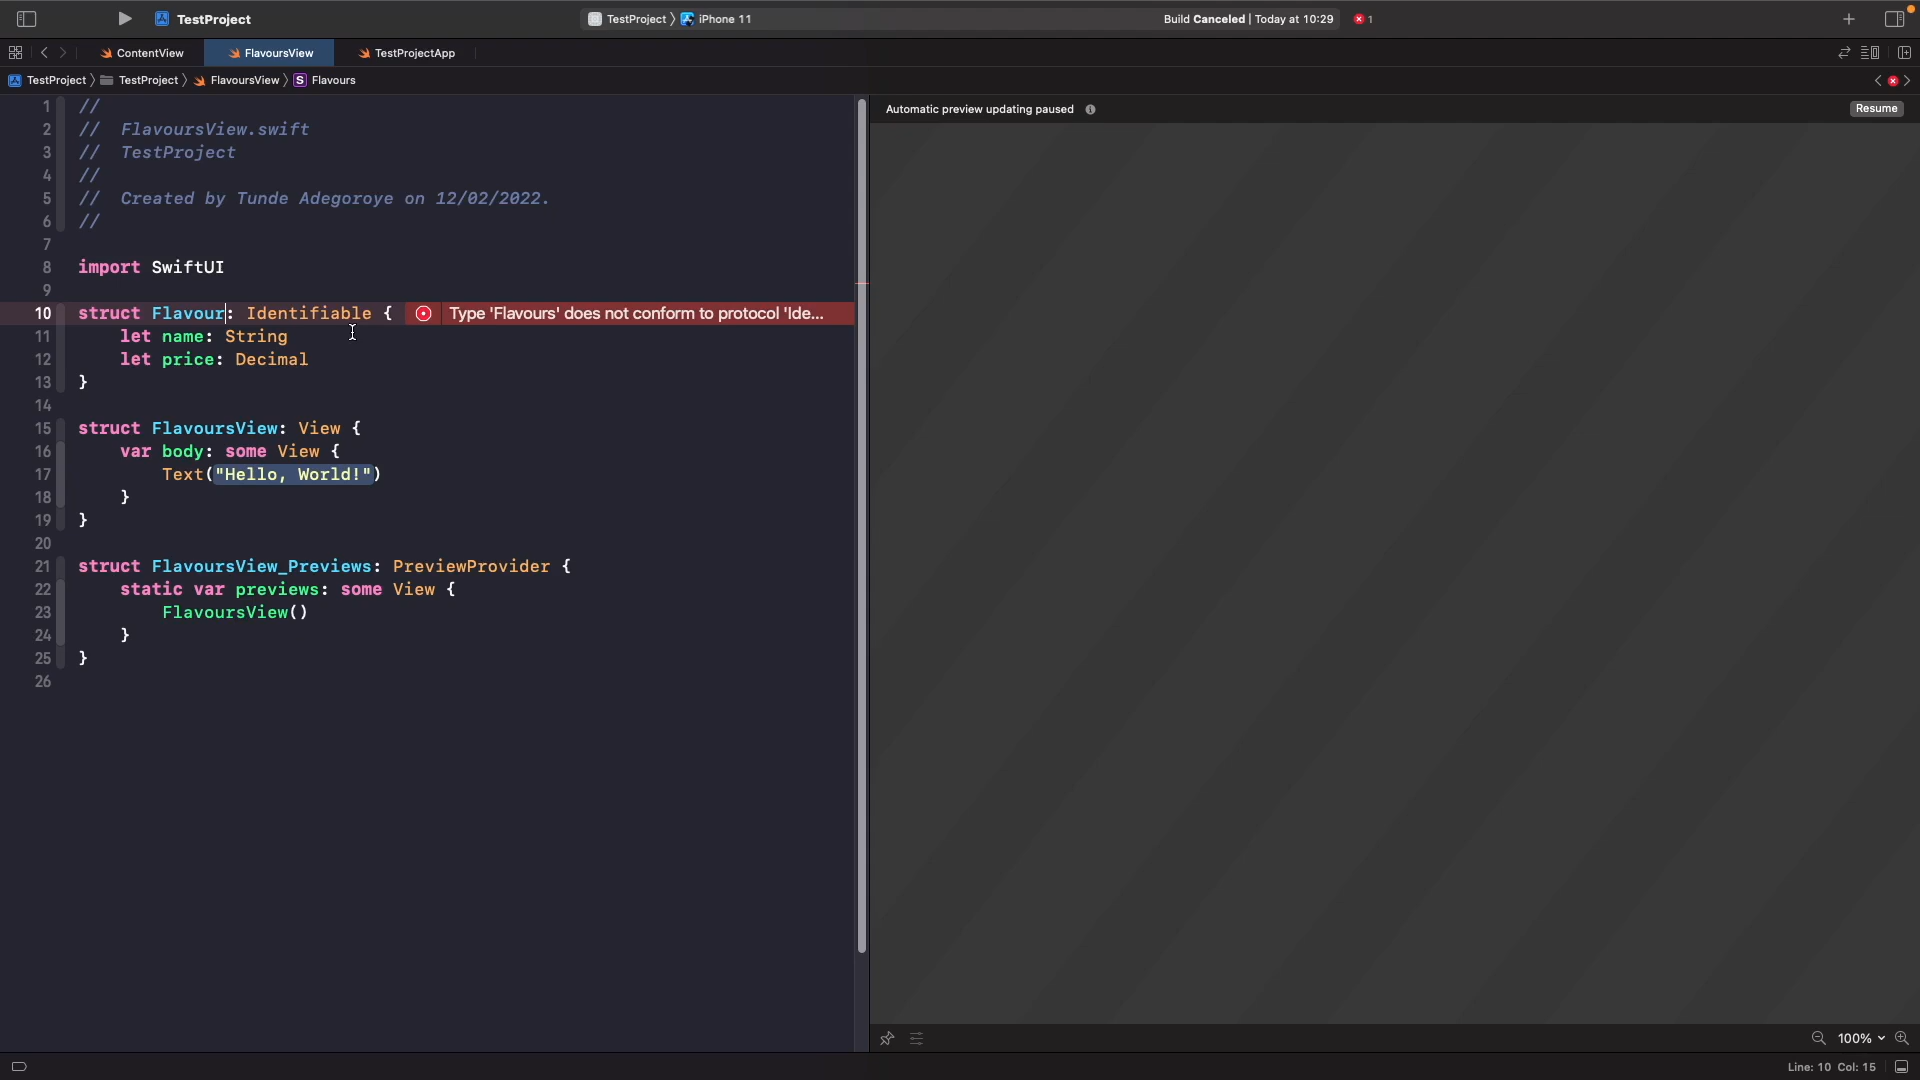 TestProject
TestProject
iPhone 11
Build Canceled | Today at 10:29
1
ContentView
FlavoursView
TestProjectApp
TestProject
TestProject
FlavoursView
S
Flavours
1 //
2 // FlavoursView.swift
3 // TestProject
4 //
5 // Created by Tunde Adegoroye on 12/02/2022.
6 //
7
8 import SwiftUI
9
10 struct Flavour: Identifiable { Type 'Flavours' does not conform to protocol 'Ide...
11 let name: String
12 let price: Decimal
13 }
14
15 struct FlavoursView: View {
16 var body: some View {
17 Text("Hello, World!")
18 }
19 }
20
21 struct FlavoursView_Previews: PreviewProvider {
22 static var previews: some View {
23 FlavoursView()
24 }
25 }
26
Automatic preview updating paused
Resume
100%
Line: 10 Col: 15